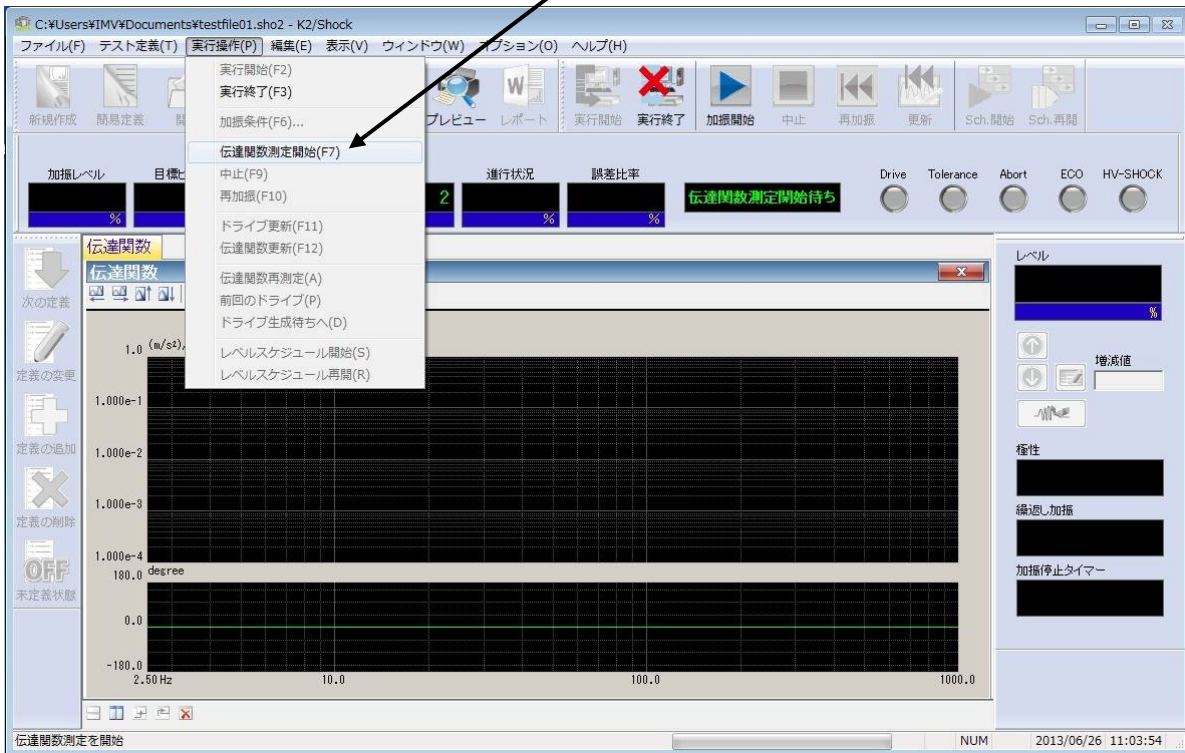 C:¥Users¥IMV¥Documents¥testfile01.sho2 - K2/Shock
ファイル(F) テスト定義(T) 実行操作(P) 編集(E) 表示(V) ウィンドウ(W) オプション(O) ヘルプ(H)
実行開始(F2)
実行終了(F3)
加振条件(F6)...
伝達関数測定開始(F7)
中止(F9)
再加振(F10)
ドライブ更新(F11)
伝達関数更新(F12)
伝達関数再測定(A)
前回のドライブ(P)
ドライブ生成待ちへ(D)
レベルスケジュール開始(S)
レベルスケジュール再開(R)
新規作成 簡易定義 プレビュー レポート 実行開始 実行終了 加振開始 中止 再加振 更新 Sch.開始 Sch.再開
加振レベル 目標 進行状況 誤差比率 Drive Tolerance Abort ECO HV-SHOCK
2 伝達関数測定開始待ち
% % %
次の定義
定義の変更
定義の追加
定義の削除
OFF
未定義状態
伝達関数
伝達関数
1.0 (m/s²),
1.000e-1
1.000e-2
1.000e-3
1.000e-4
180.0 degree
0.0
-180.0
2.50 Hz 10.0 100.0 1000.0
レベル
%
増減値
極性
繰返し加振
加振停止タイマー
伝達関数測定を開始 NUM 2013/06/26 11:03:54